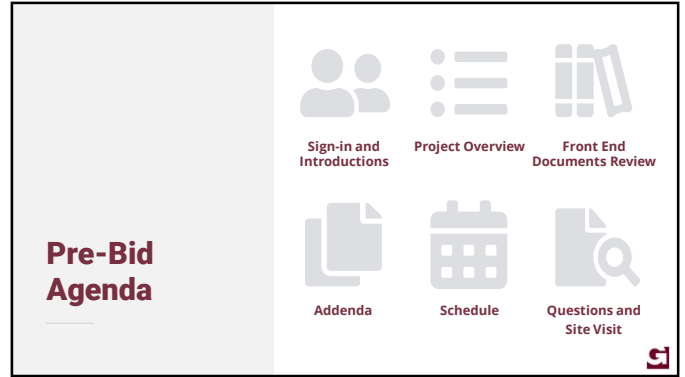 Sign-in and
Introductions
Project Overview
Front End
Documents Review
Pre-Bid
Agenda
Addenda
Schedule
Questions and
Site Visit